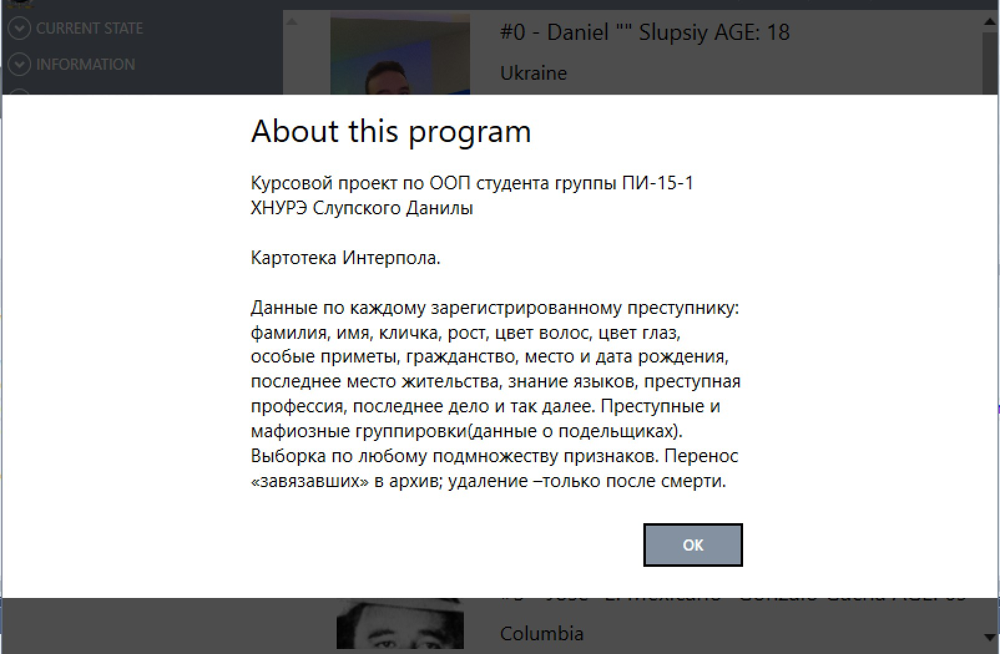 CURRENT STATE
INFORMATION
#0 - Daniel "" Slupsiy AGE: 18
Ukraine
About this program
Курсовой проект по ООП студента группы ПИ-15-1
ХНУРЭ Слупского Данилы
Картотека Интерпола.
Данные по каждому зарегистрированному преступнику:
фамилия, имя, кличка, рост, цвет волос, цвет глаз,
особые приметы, гражданство, место и дата рождения,
последнее место жительства, знание языков, преступная
профессия, последнее дело и так далее. Преступные и
мафиозные группировки(данные о подельщиках).
Выборка по любому подмножеству признаков. Перенос
«завязавших» в архив; удаление –только после смерти.
OK
Columbia